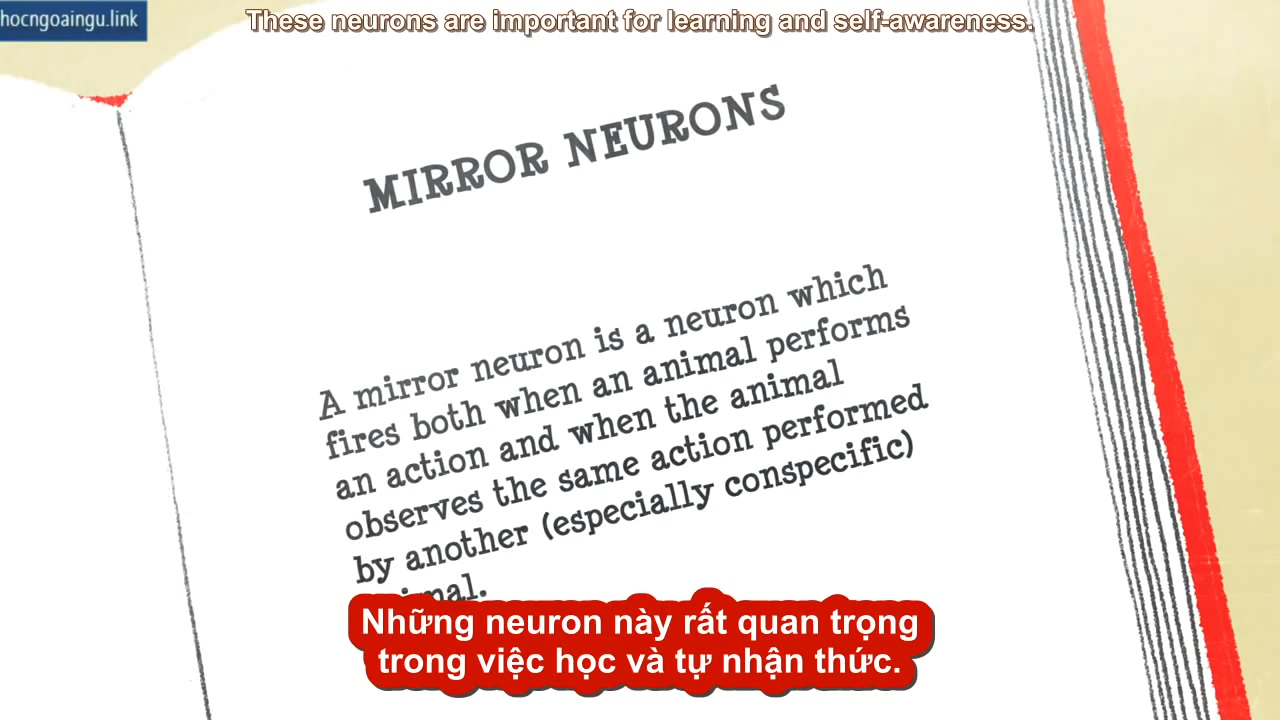 hocngoaingu.link
These neurons are important for learning and self-awareness.
MIRROR NEURONS
A mirror neuron is a neuron which
fires both when an animal performs
an action and when the animal
observes the same action performed
by another (especially conspecific)
Những neuron này rất quan trọng
trong việc học và tự nhận thức.